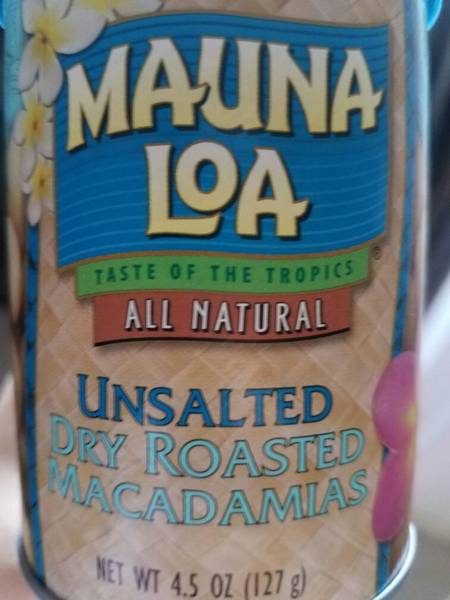 MAUNA
LOA
®
TASTE OF THE TROPICS
ALL NATURAL
UNSALTED
DRY ROASTED
MACADAMIAS
NET WT 4.5 OZ (127 g)